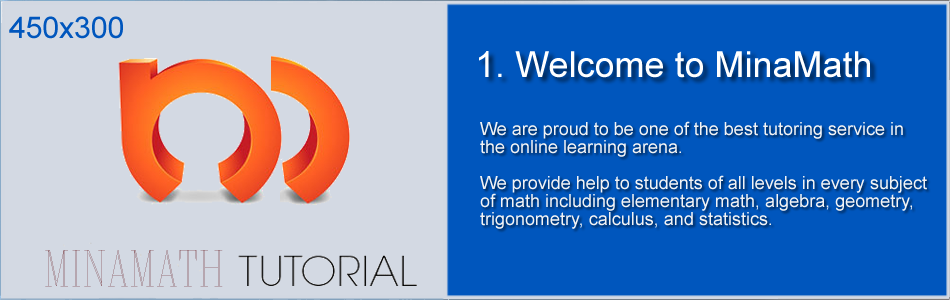 450x300
MINAMATH TUTORIAL
1. Welcome to MinaMath
We are proud to be one of the best tutoring service in
the online learning arena.
We provide help to students of all levels in every subject
of math including elementary math, algebra, geometry,
trigonometry, calculus, and statistics.